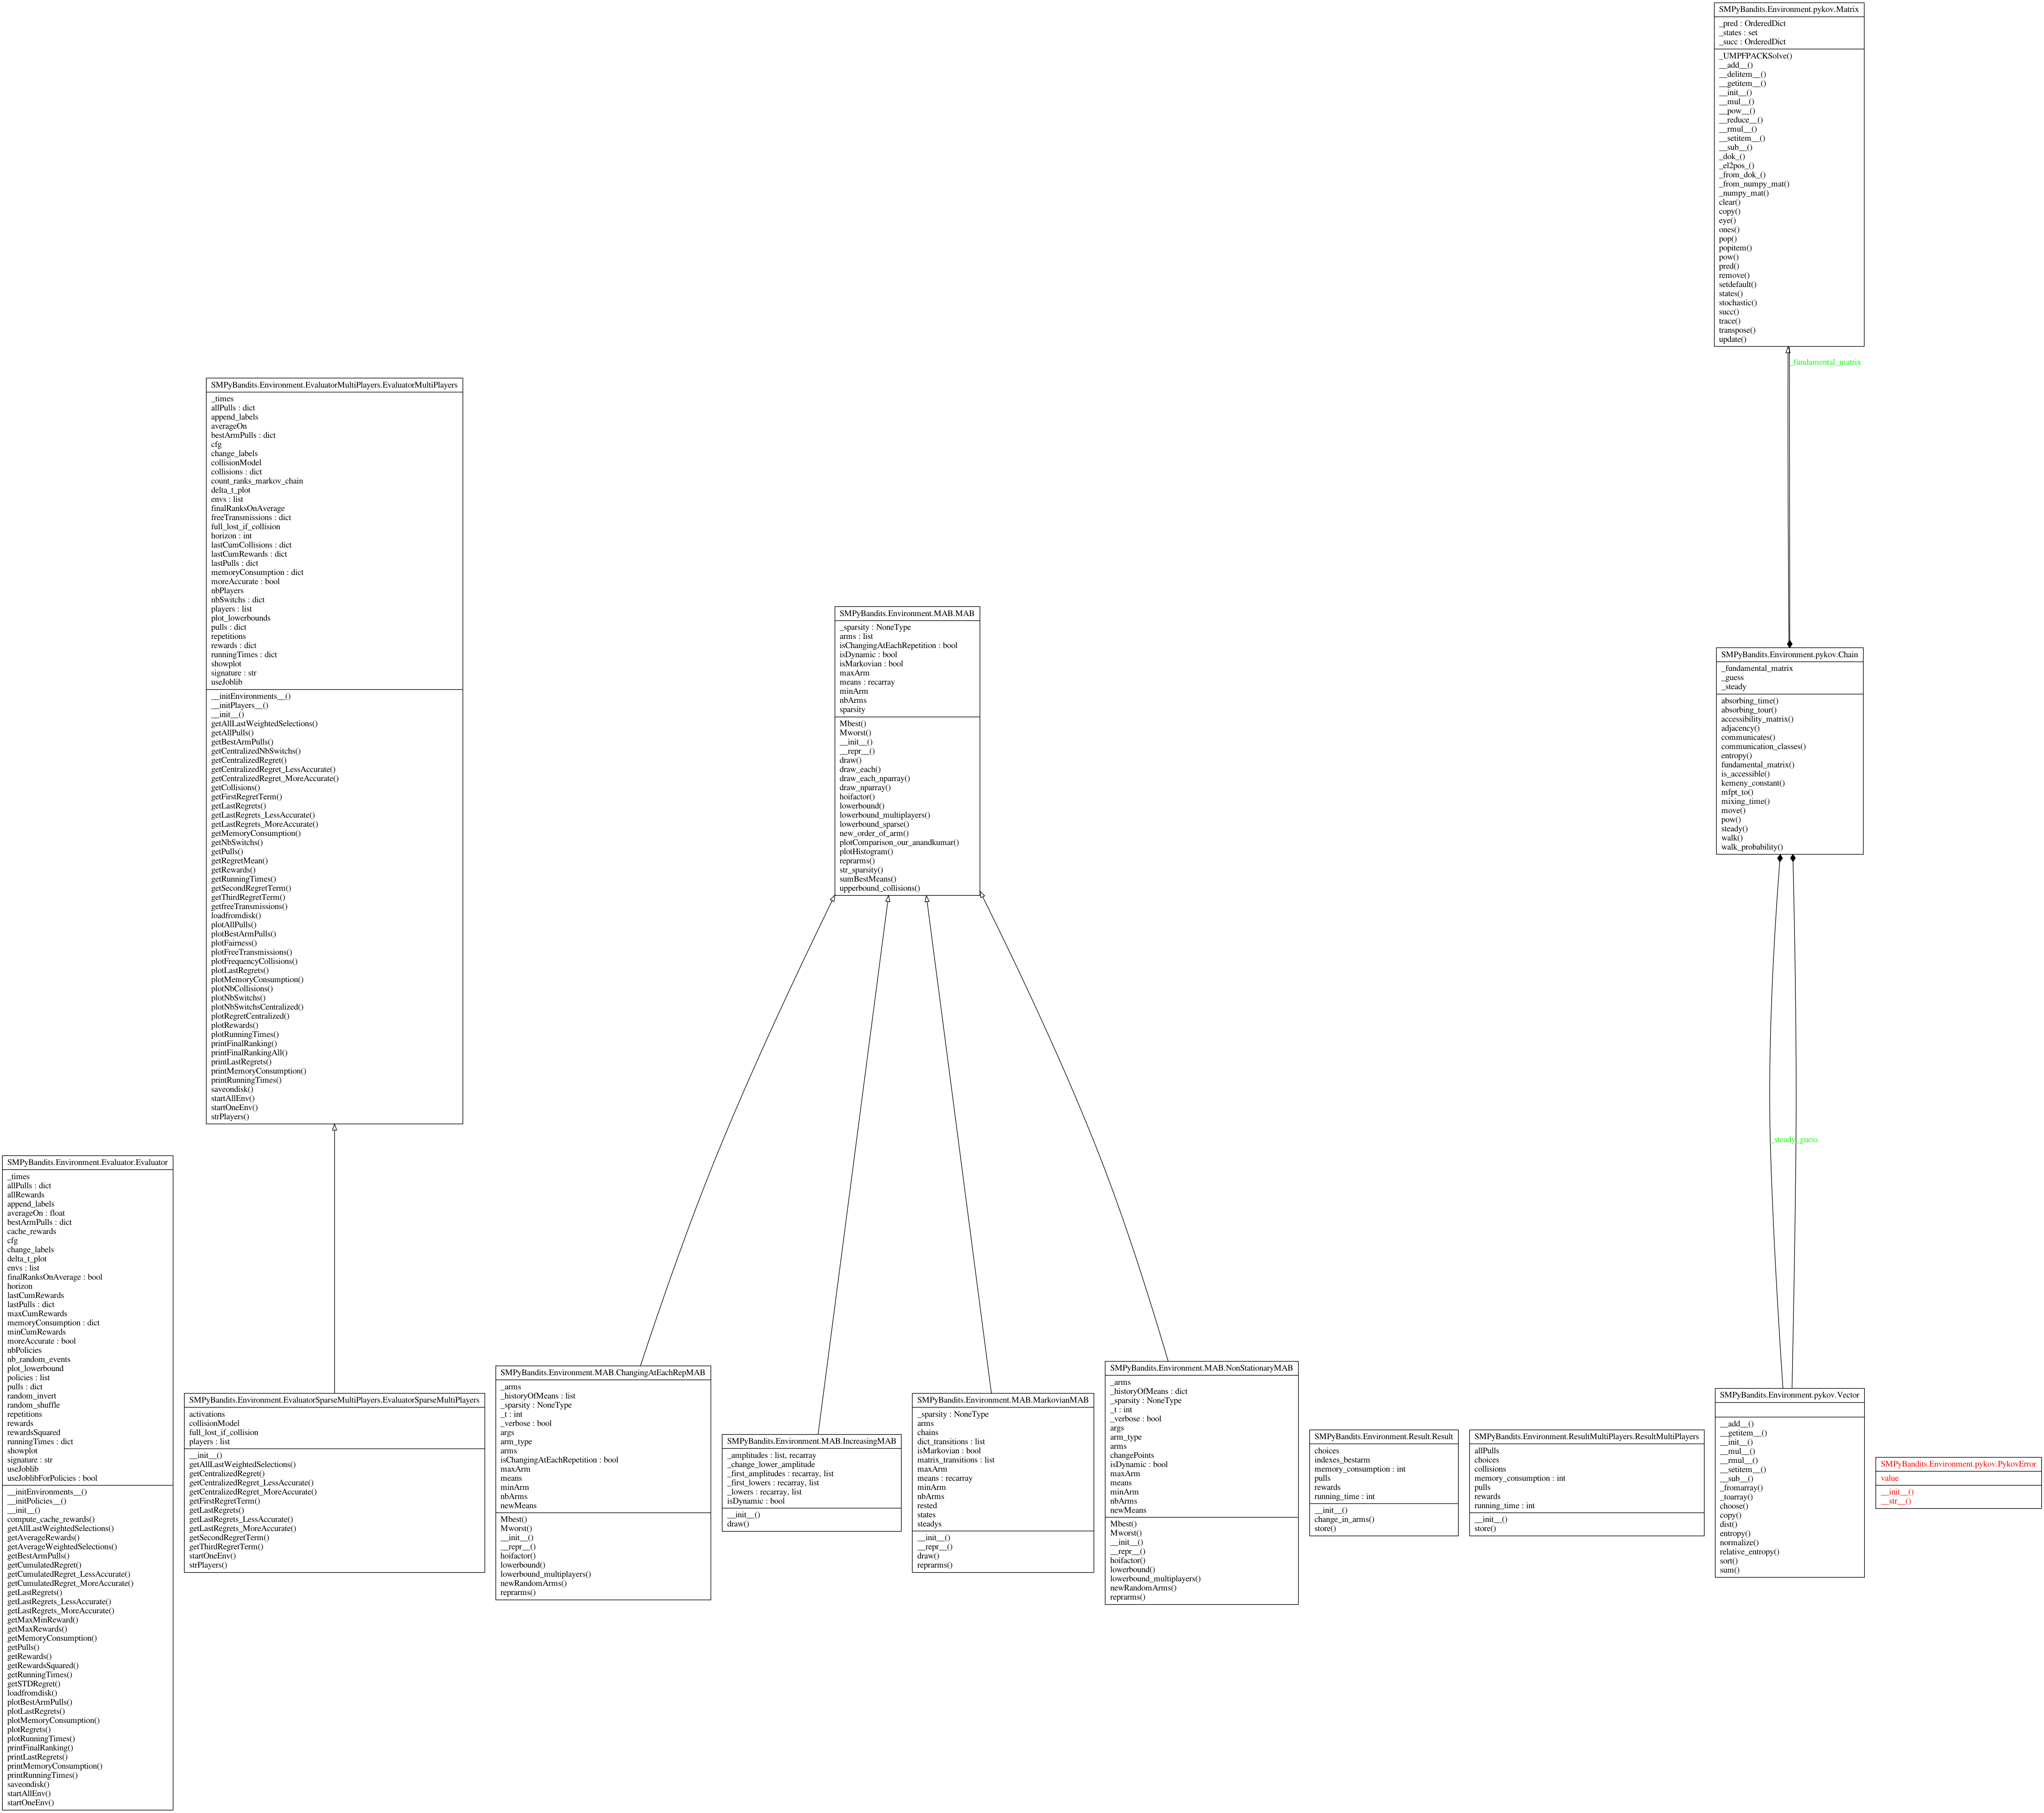 SMPyBandits.Environment.pykov.Matrix
_pred : OrderedDict
_states : set
_succ : OrderedDict
_UMPFPACKSolve()
__add__()
__delitem__()
__getitem__()
__init__()
__mul__()
__pow__()
__reduce__()
__rmul__()
__setitem__()
__sub__()
_dok_()
_el2pos_()
_from_dok_()
_from_numpy_mat()
_numpy_mat()
clear()
copy()
eye()
ones()
pop()
popitem()
pow()
pred()
remove()
setdefault()
states()
stochastic()
succ()
trace()
transpose()
update()
_fundamental_matrix
SMPyBandits.Environment.EvaluatorMultiPlayers.EvaluatorMultiPlayers
_times
allPulls : dict
append_labels
averageOn
bestArmPulls : dict
cfg
change_labels
collisionModel
collisions : dict
count_ranks_markov_chain
delta_t_plot
envs : list
finalRanksOnAverage
freeTransmissions : dict
full_lost_if_collision
horizon : int
lastCumCollisions : dict
lastCumRewards : dict
lastPulls : dict
memoryConsumption : dict
moreAccurate : bool
nbPlayers
nbSwitchs : dict
players : list
plot_lowerbounds
pulls : dict
repetitions
rewards : dict
runningTimes : dict
showplot
signature : str
useJoblib
__initEnvironments__()
__initPlayers__()
__init__()
getAllLastWeightedSelections()
getAllPulls()
getBestArmPulls()
getCentralizedNbSwitchs()
getCentralizedRegret()
getCentralizedRegret_LessAccurate()
getCentralizedRegret_MoreAccurate()
getCollisions()
getFirstRegretTerm()
getLastRegrets()
getLastRegrets_LessAccurate()
getLastRegrets_MoreAccurate()
getMemoryConsumption()
getNbSwitchs()
getPulls()
getRegretMean()
getRewards()
getRunningTimes()
getSecondRegretTerm()
getThirdRegretTerm()
getfreeTransmissions()
loadfromdisk()
plotAllPulls()
plotBestArmPulls()
plotFairness()
plotFreeTransmissions()
plotFrequencyCollisions()
plotLastRegrets()
plotMemoryConsumption()
plotNbCollisions()
plotNbSwitchs()
plotNbSwitchsCentralized()
plotRegretCentralized()
plotRewards()
plotRunningTimes()
printFinalRanking()
printFinalRankingAll()
printLastRegrets()
printMemoryConsumption()
printRunningTimes()
saveondisk()
startAllEnv()
startOneEnv()
strPlayers()
SMPyBandits.Environment.MAB.MAB
_sparsity : NoneType
arms : list
isChangingAtEachRepetition : bool
isDynamic : bool
isMarkovian : bool
maxArm
means : recarray
minArm
nbArms
sparsity
Mbest()
Mworst()
__init__()
__repr__()
draw()
draw_each()
draw_each_nparray()
draw_nparray()
hoifactor()
lowerbound()
lowerbound_multiplayers()
lowerbound_sparse()
new_order_of_arm()
plotComparison_our_anandkumar()
plotHistogram()
reprarms()
str_sparsity()
sumBestMeans()
upperbound_collisions()
SMPyBandits.Environment.pykov.Chain
_fundamental_matrix
_guess
_steady
absorbing_time()
absorbing_tour()
accessibility_matrix()
adjacency()
communicates()
communication_classes()
entropy()
fundamental_matrix()
is_accessible()
kemeny_constant()
mfpt_to()
mixing_time()
move()
pow()
steady()
walk()
walk_probability()
_steady _guess
SMPyBandits.Environment.Evaluator.Evaluator
_times
allPulls : dict
allRewards
append_labels
averageOn : float
bestArmPulls : dict
cache_rewards
cfg
change_labels
delta_t_plot
envs : list
finalRanksOnAverage : bool
horizon
lastCumRewards
lastPulls : dict
maxCumRewards
memoryConsumption : dict
minCumRewards
moreAccurate : bool
nbPolicies
nb_random_events
plot_lowerbound
policies : list
pulls : dict
random_invert
random_shuffle
repetitions
rewards
rewardsSquared
runningTimes : dict
showplot
signature : str
useJoblib
useJoblibForPolicies : bool
__initEnvironments__()
__initPolicies__()
__init__()
compute_cache_rewards()
getAllLastWeightedSelections()
getAverageRewards()
getAverageWeightedSelections()
getBestArmPulls()
getCumulatedRegret()
getCumulatedRegret_LessAccurate()
getCumulatedRegret_MoreAccurate()
getLastRegrets()
getLastRegrets_LessAccurate()
getLastRegrets_MoreAccurate()
getMaxMinReward()
getMaxRewards()
getMemoryConsumption()
getPulls()
getRewards()
getRewardsSquared()
getRunningTimes()
getSTDRegret()
loadfromdisk()
plotBestArmPulls()
plotLastRegrets()
plotMemoryConsumption()
plotRegrets()
plotRunningTimes()
printFinalRanking()
printLastRegrets()
printMemoryConsumption()
printRunningTimes()
saveondisk()
startAllEnv()
startOneEnv()
SMPyBandits.Environment.EvaluatorSparseMultiPlayers.EvaluatorSparseMultiPlayers
activations
collisionModel
full_lost_if_collision
players : list
__init__()
getAllLastWeightedSelections()
getCentralizedRegret()
getCentralizedRegret_LessAccurate()
getCentralizedRegret_MoreAccurate()
getFirstRegretTerm()
getLastRegrets()
getLastRegrets_LessAccurate()
getLastRegrets_MoreAccurate()
getSecondRegretTerm()
getThirdRegretTerm()
startOneEnv()
strPlayers()
SMPyBandits.Environment.MAB.ChangingAtEachRepMAB
_arms
_historyOfMeans : list
_sparsity : NoneType
_t : int
_verbose : bool
args
arm_type
arms
isChangingAtEachRepetition : bool
maxArm
means
minArm
nbArms
newMeans
Mbest()
Mworst()
__init__()
__repr__()
hoifactor()
lowerbound()
lowerbound_multiplayers()
newRandomArms()
reprarms()
SMPyBandits.Environment.MAB.IncreasingMAB
_amplitudes : list, recarray
_change_lower_amplitude
_first_amplitudes : recarray, list
_first_lowers : recarray, list
_lowers : recarray, list
isDynamic : bool
__init__()
draw()
SMPyBandits.Environment.MAB.MarkovianMAB
_sparsity : NoneType
arms
chains
dict_transitions : list
isMarkovian : bool
matrix_transitions : list
maxArm
means : recarray
minArm
nbArms
rested
states
steadys
__init__()
__repr__()
draw()
reprarms()
SMPyBandits.Environment.MAB.NonStationaryMAB
_arms
_historyOfMeans : dict
_sparsity : NoneType
_t : int
_verbose : bool
args
arm_type
arms
changePoints
isDynamic : bool
maxArm
means
minArm
nbArms
newMeans
Mbest()
Mworst()
__init__()
__repr__()
hoifactor()
lowerbound()
lowerbound_multiplayers()
newRandomArms()
reprarms()
SMPyBandits.Environment.Result.Result
choices
indexes_bestarm
memory_consumption : int
pulls
rewards
running_time : int
__init__()
change_in_arms()
store()
SMPyBandits.Environment.ResultMultiPlayers.ResultMultiPlayers
allPulls
choices
collisions
memory_consumption : int
pulls
rewards
running_time : int
__init__()
store()
SMPyBandits.Environment.pykov.Vector
__add__()
__getitem__()
__init__()
__mul__()
__rmul__()
__setitem__()
__sub__()
_fromarray()
_toarray()
choose()
copy()
dist()
entropy()
normalize()
relative_entropy()
sort()
sum()
SMPyBandits.Environment.pykov.PykovError
value
__init__()
__str__()